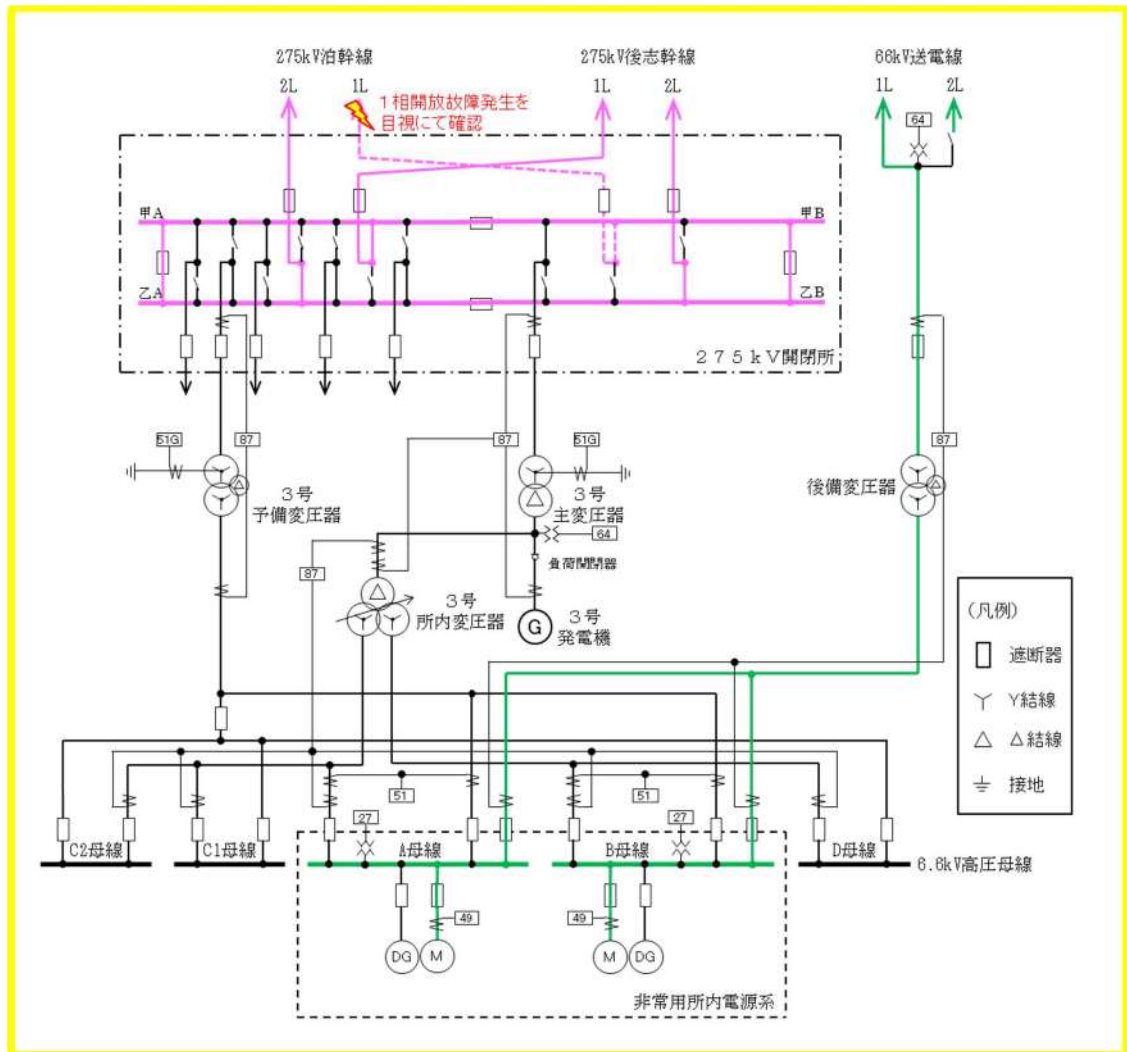 275kV泊幹線
275kV後志幹線
66kV送電線
2L
1L
1L
2L
1L
2L
1相開放故障発生を
目視にて確認
64
甲A
甲B
乙A
乙B
275kV開閉所
51G
87
87
51G
87
3号
予備変圧器
3号
主変圧器
後備変圧器
64
負荷開閉器
87
3号
所内変圧器
G
3号
発電機
(凡例)
遮断器
Y結線
△結線
接地
51
51
27
27
C2母線
C1母線
A母線
B母線
D母線
6.6kV高圧母線
49
49
DG
M
M
DG
非常用所内電源系